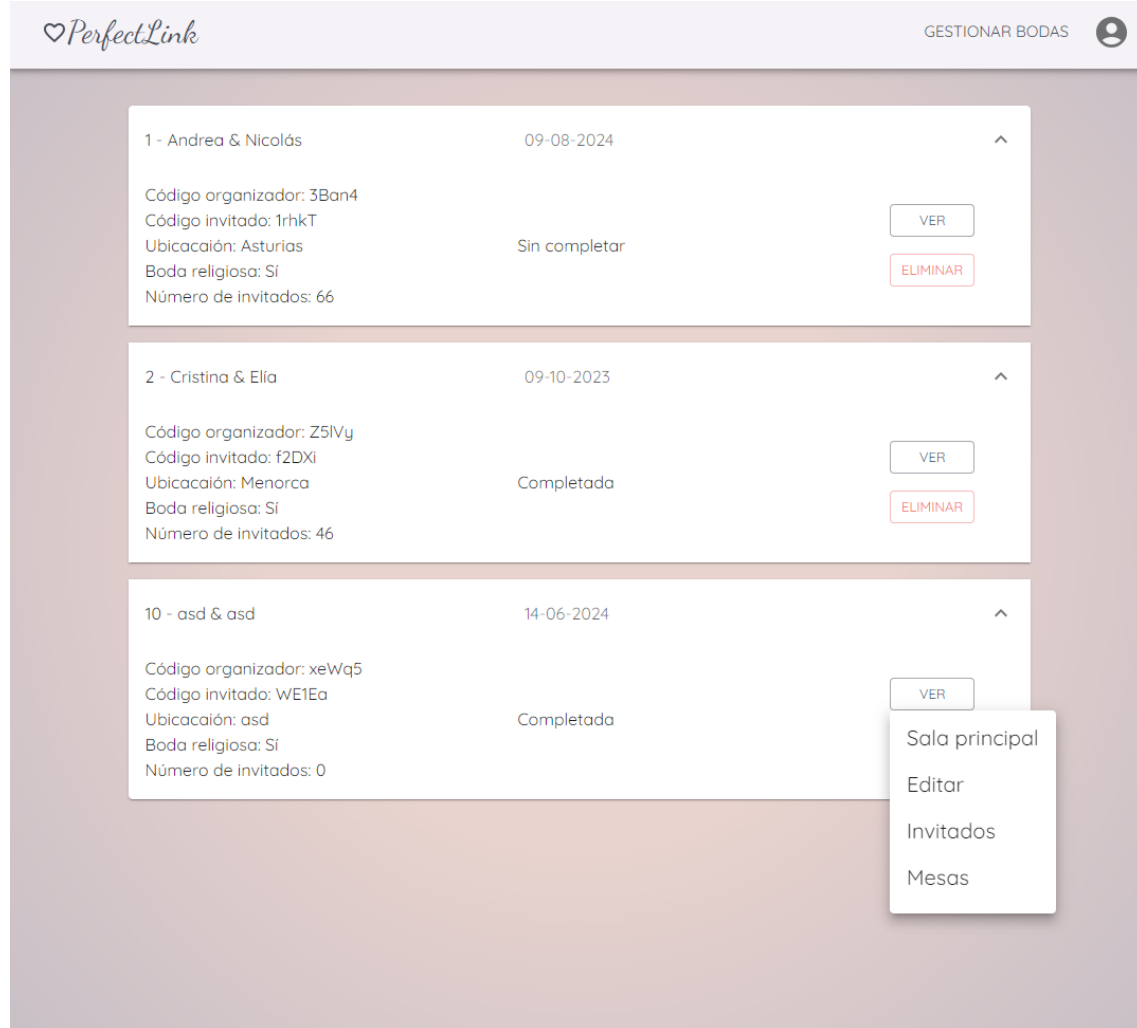 PerfectLink
GESTIONAR BODAS
1 - Andrea & Nicolás
09-08-2024
Código organizador: 3Ban4
Código invitado: 1rhkT
Ubicacaión: Asturias
Boda religiosa: Sí
Número de invitados: 66
Sin completar
VER
ELIMINAR
2 - Cristina & Elía
09-10-2023
Código organizador: Z5lVy
Código invitado: f2DXi
Ubicacaión: Menorca
Boda religiosa: Sí
Número de invitados: 46
Completada
VER
ELIMINAR
10 - asd & asd
14-06-2024
Código organizador: xeWq5
Código invitado: WE1Ea
Ubicacaión: asd
Boda religiosa: Sí
Número de invitados: 0
Completada
VER
Sala principal
Editar
Invitados
Mesas